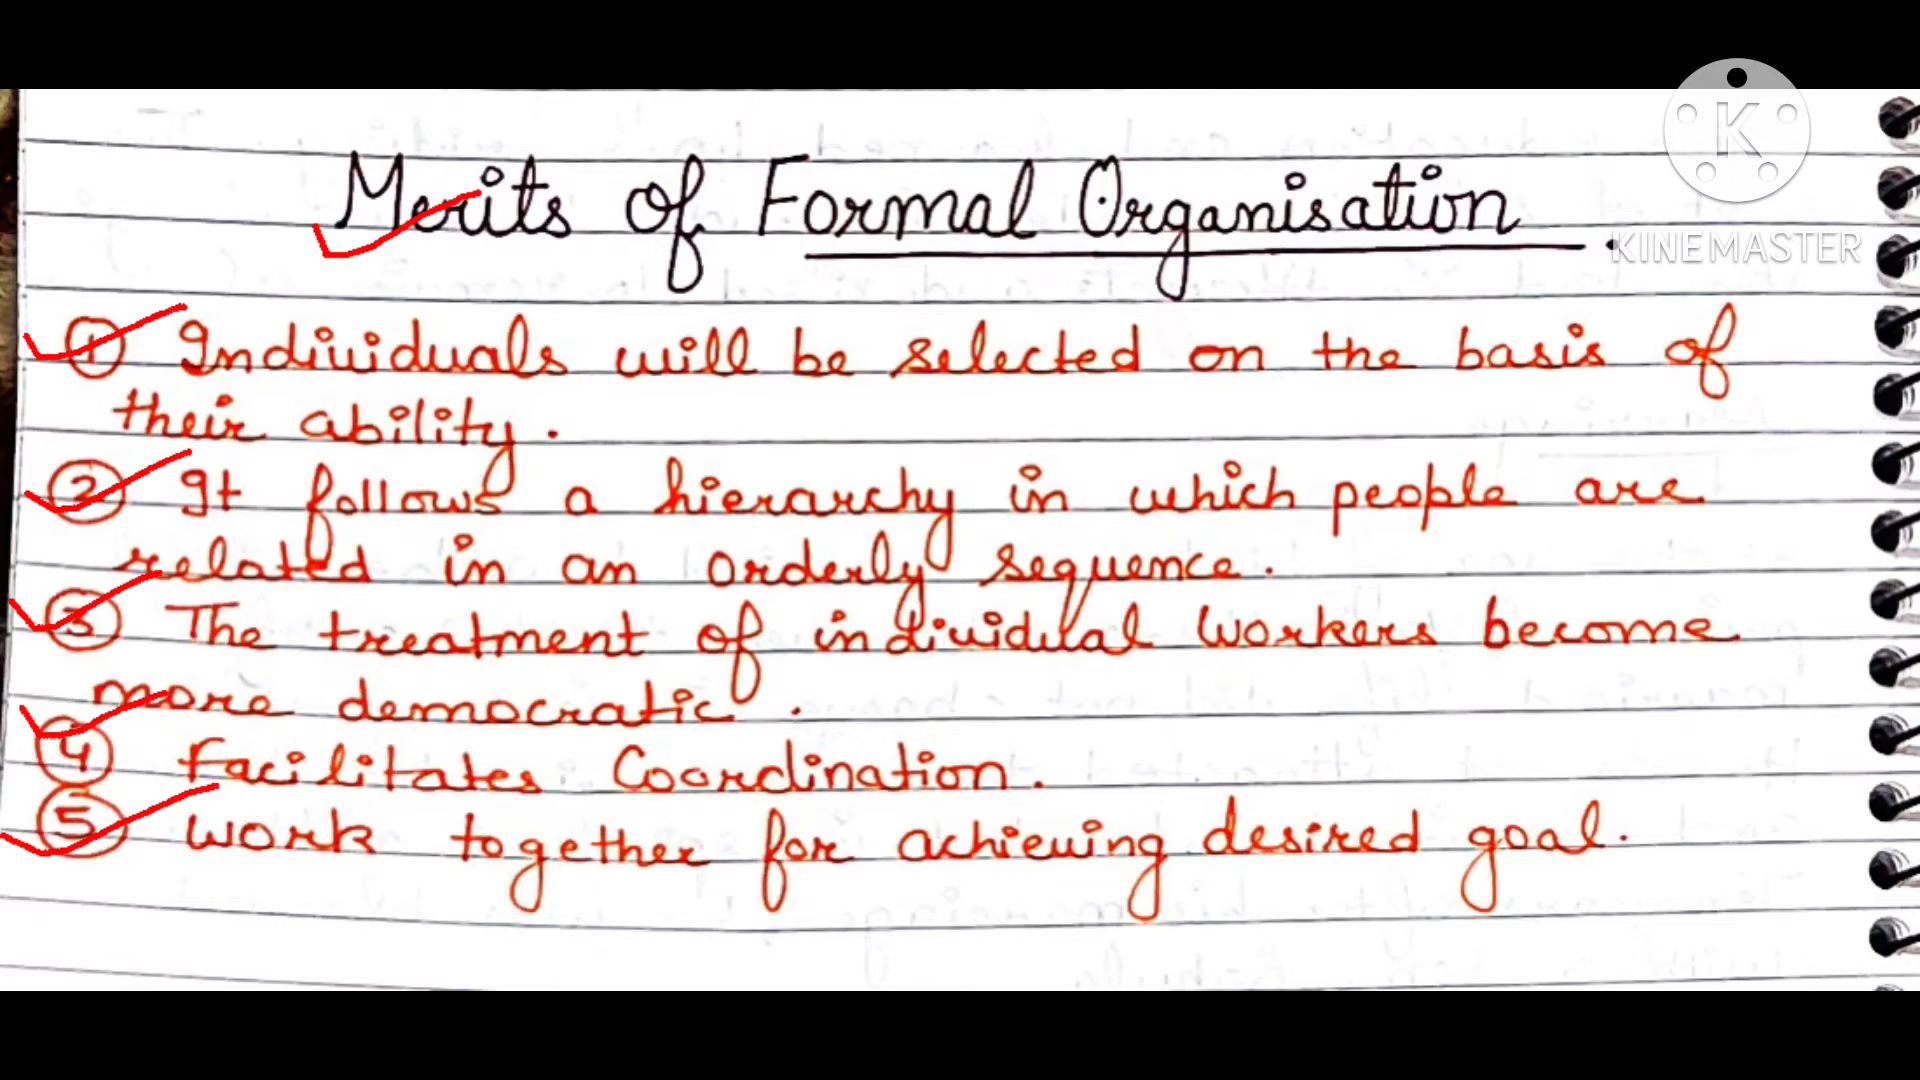 K
KINEMASTER
Merits of Formal Organisation.
① Individuals will be selected on the basis of
their ability.
② It follows a hierarchy in which people are
related in an orderly sequence.
③ The treatment of individual workers become
more democratic.
④ Facilitates Coordination.
⑤ Work together for achieving desired goal.